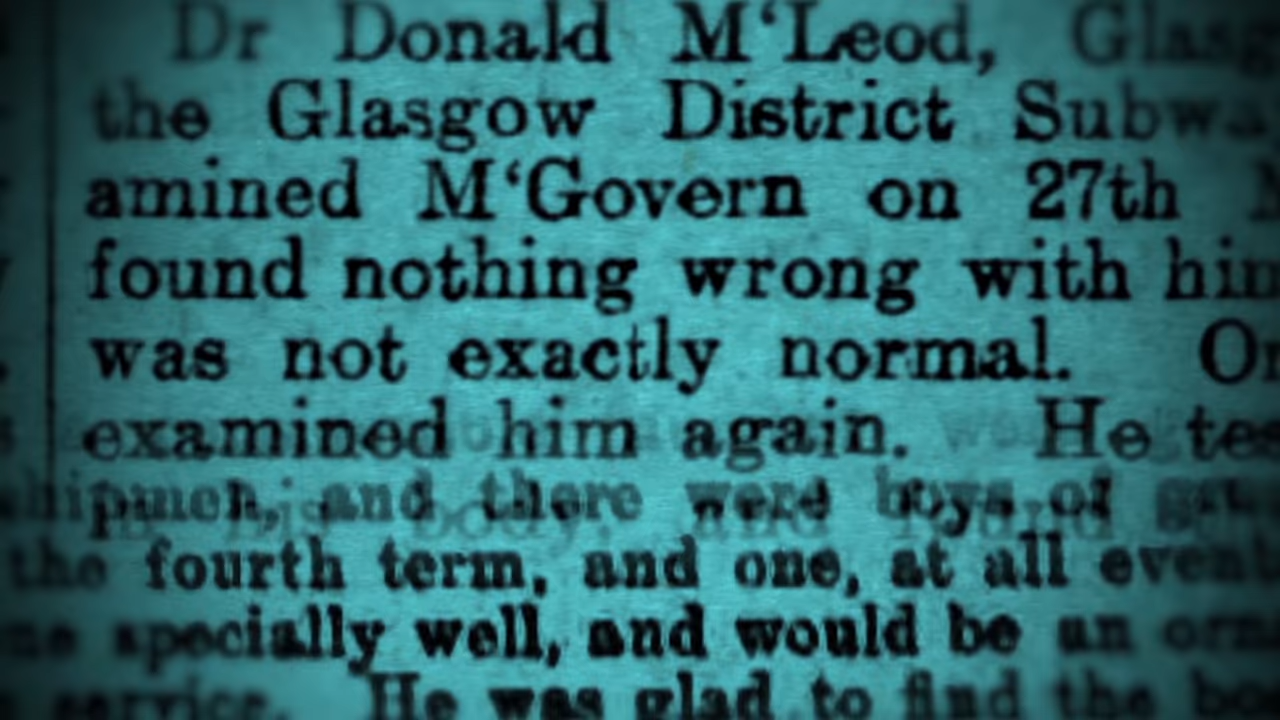 Dr Donald M‘Leod,
the Glasgow District
amined M‘Govern on 27th
found nothing wrong with
was not exactly normal.
examined him again. He
and there were boys of
the fourth term, and one, at all
specially well, and would be an
service. He was glad to find the